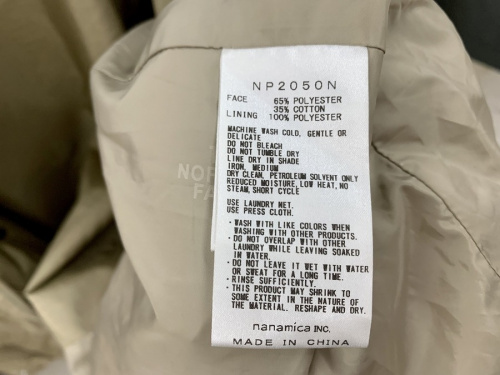 NP2050N
FACE 65% POLYESTER
35% COTTON
LINING 100% POLYESTER
MACHINE WASH COLD, GENTLE OR
DELICATE
DO NOT BLEACH
DO NOT TUMBLE DRY
LINE DRY IN SHADE
IRON, MEDIUM
DRY CLEAN, PETROLEUM SOLVENT ONLY
REDUCED MOISTURE, LOW HEAT, NO
STEAM, SHORT CYCLE
USE LAUNDRY NET.
USE PRESS CLOTH.
・WASH WITH LIKE COLORS WHEN
WASHING WITH OTHER PRODUCTS.
・DO NOT OVERLAP WITH OTHER
LAUNDRY WHILE LEAVING SOAKED
IN WATER.
・DO NOT LEAVE IT WET WITH WATER
OR SWEAT FOR A LONG TIME.
・RINSE SUFFICIENTLY.
・THIS PRODUCT MAY SHRINK TO
SOME EXTENT IN THE NATURE OF
THE MATERIAL. RESHAPE AND DRY.
nanamica INC.
MADE IN CHINA